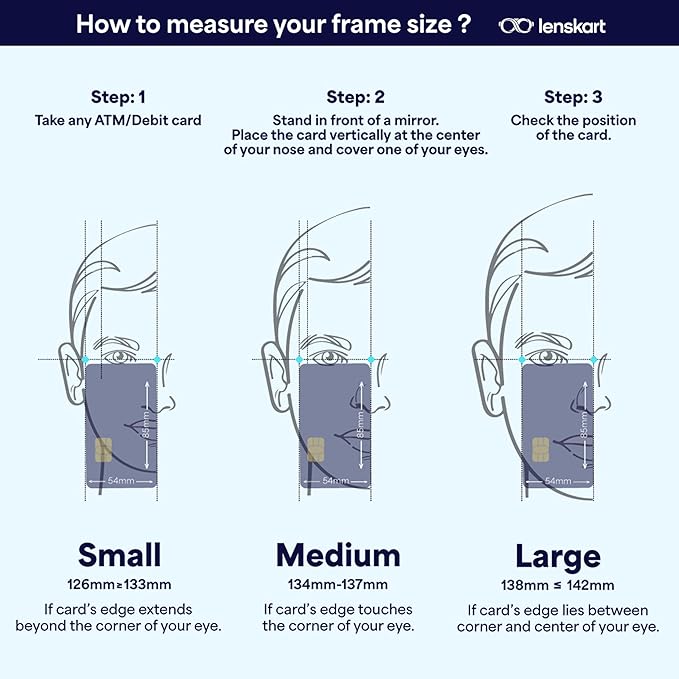 How to measure your frame size ?
lenskart
Step: 1
Take any ATM/Debit card
Step: 2
Stand in front of a mirror.
Place the card vertically at the center
of your nose and cover one of your eyes.
Step: 3
Check the position
of the card.
85mm
54mm
85mm
54mm
85mm
54mm
Small
126mm≥133mm
If card's edge extends
beyond the corner of your eye.
Medium
134mm-137mm
If card's edge touches
the corner of your eye.
Large
138mm ≤ 142mm
If card's edge lies between
corner and center of your eye.